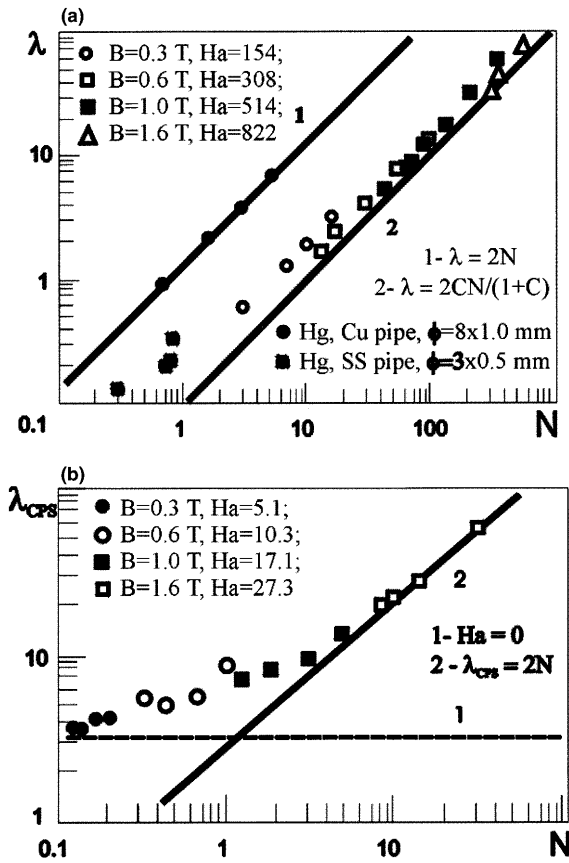 (a)
λ
B=0.3 T, Ha=154;
B=0.6 T, Ha=308;
B=1.0 T, Ha=514;
B=1.6 T, Ha=822
1
10
2
1- λ = 2N
2- λ = 2CN/(1+C)
1
Hg, Cu pipe, ϕ=8x1.0 mm
Hg, SS pipe, ϕ=3x0.5 mm
0.1 1 10 100 N
(b)
λCPS
B=0.3 T, Ha=5.1;
B=0.6 T, Ha=10.3;
B=1.0 T, Ha=17.1;
B=1.6 T, Ha=27.3
2
1- Ha = 0
2 - λCPS = 2N
10
1
1
0.1 1 10 N